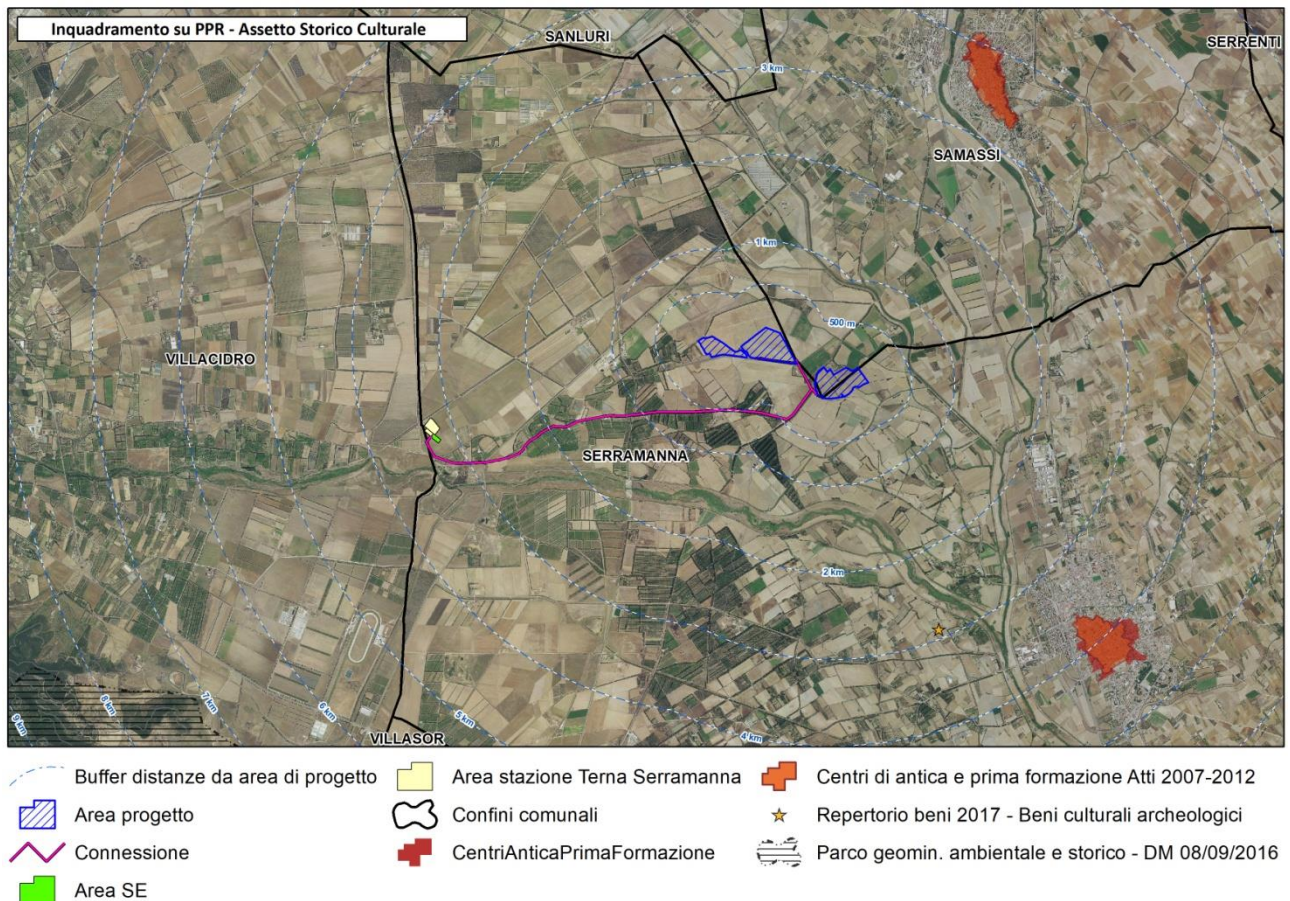 Inquadramento su PPR - Assetto Storico Culturale
SANLURI
SERRENTI
3 km
SAMASSI
1 km
500 m
VILLACIDRO
SERRAMANNA
2 km
9 km
8 km
7 km
6 km
5 km
4 km
VILLASOR
Buffer distanze da area di progetto
Area progetto
Connessione
Area SE
Area stazione Terna Serramanna
Confini comunali
CentriAnticaPrimaFormazione
Centri di antica e prima formazione Atti 2007-2012
Repertorio beni 2017 - Beni culturali archeologici
Parco geomin. ambientale e storico - DM 08/09/2016